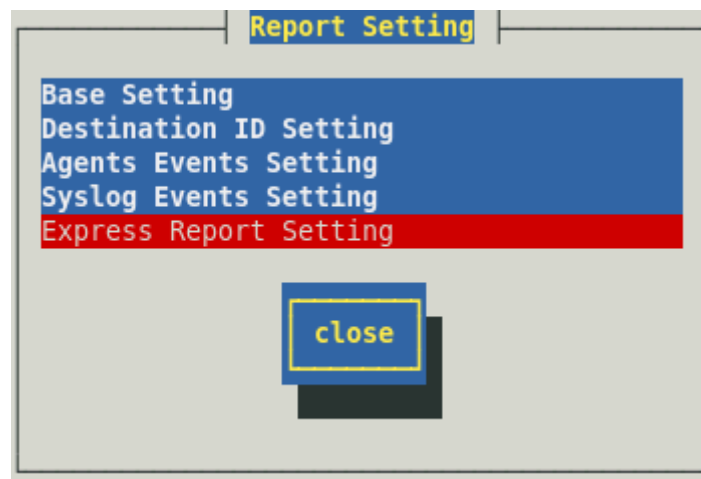 Report Setting
Base Setting
Destination ID Setting
Agents Events Setting
Syslog Events Setting
Express Report Setting
close